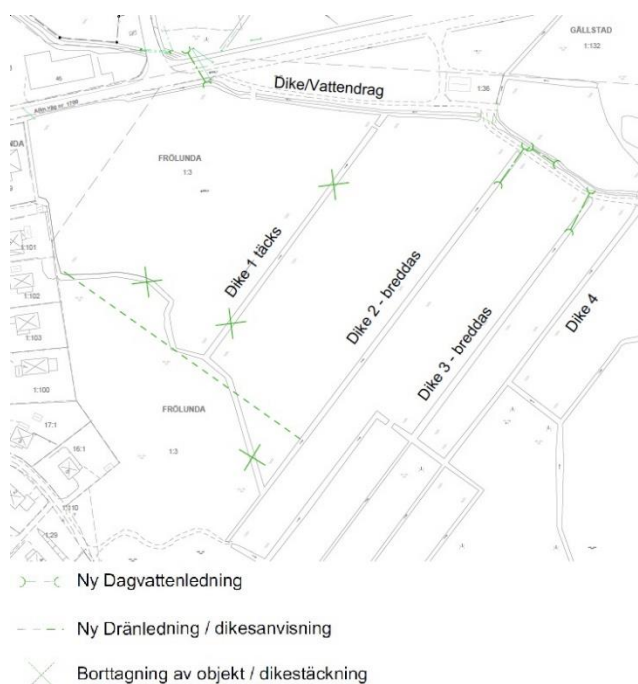 GÄLLSTAD
1:132
46
Dike/Vattendrag
1:36
FRÖLUNDA
1:3
1:101
1:102
1:103
1:100
Dike 1 täcks
Dike 2 - breddas
Dike 3 - breddas
Dike 4
FRÖLUNDA
1:3
17:1
16:1
1:110
1:29
Ny Dagvattenledning
Ny Dränledning / dikesanvisning
Borttagning av objekt / dikestäckning